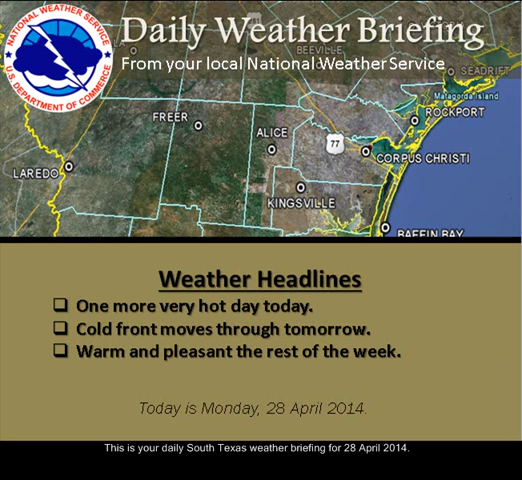 NATIONAL WEATHER SERVICE
U.S. DEPARTMENT OF COMMERCE
Daily Weather Briefing
BEEVILLE
From your local National Weather Service
SEADRIFT
Matagorda Island
ROCKPORT
FREER
ALICE
77
CORPUS CHRISTI
LAREDO
KINGSVILLE
BAFFIN BAY
Weather Headlines
❑ One more very hot day today.
❑ Cold front moves through tomorrow.
❑ Warm and pleasant the rest of the week.
Today is Monday, 28 April 2014.
This is your daily South Texas weather briefing for 28 April 2014.